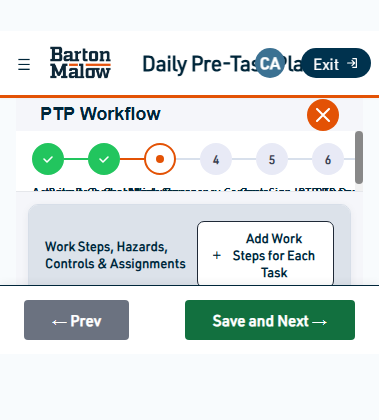 Barton
Malow
Daily Pre-Tas
CA
Exit
PTP Workflow
4
5
6
Work Steps, Hazards,
Controls & Assignments
+ Add Work
Steps for Each
Task
← Prev
Save and Next →